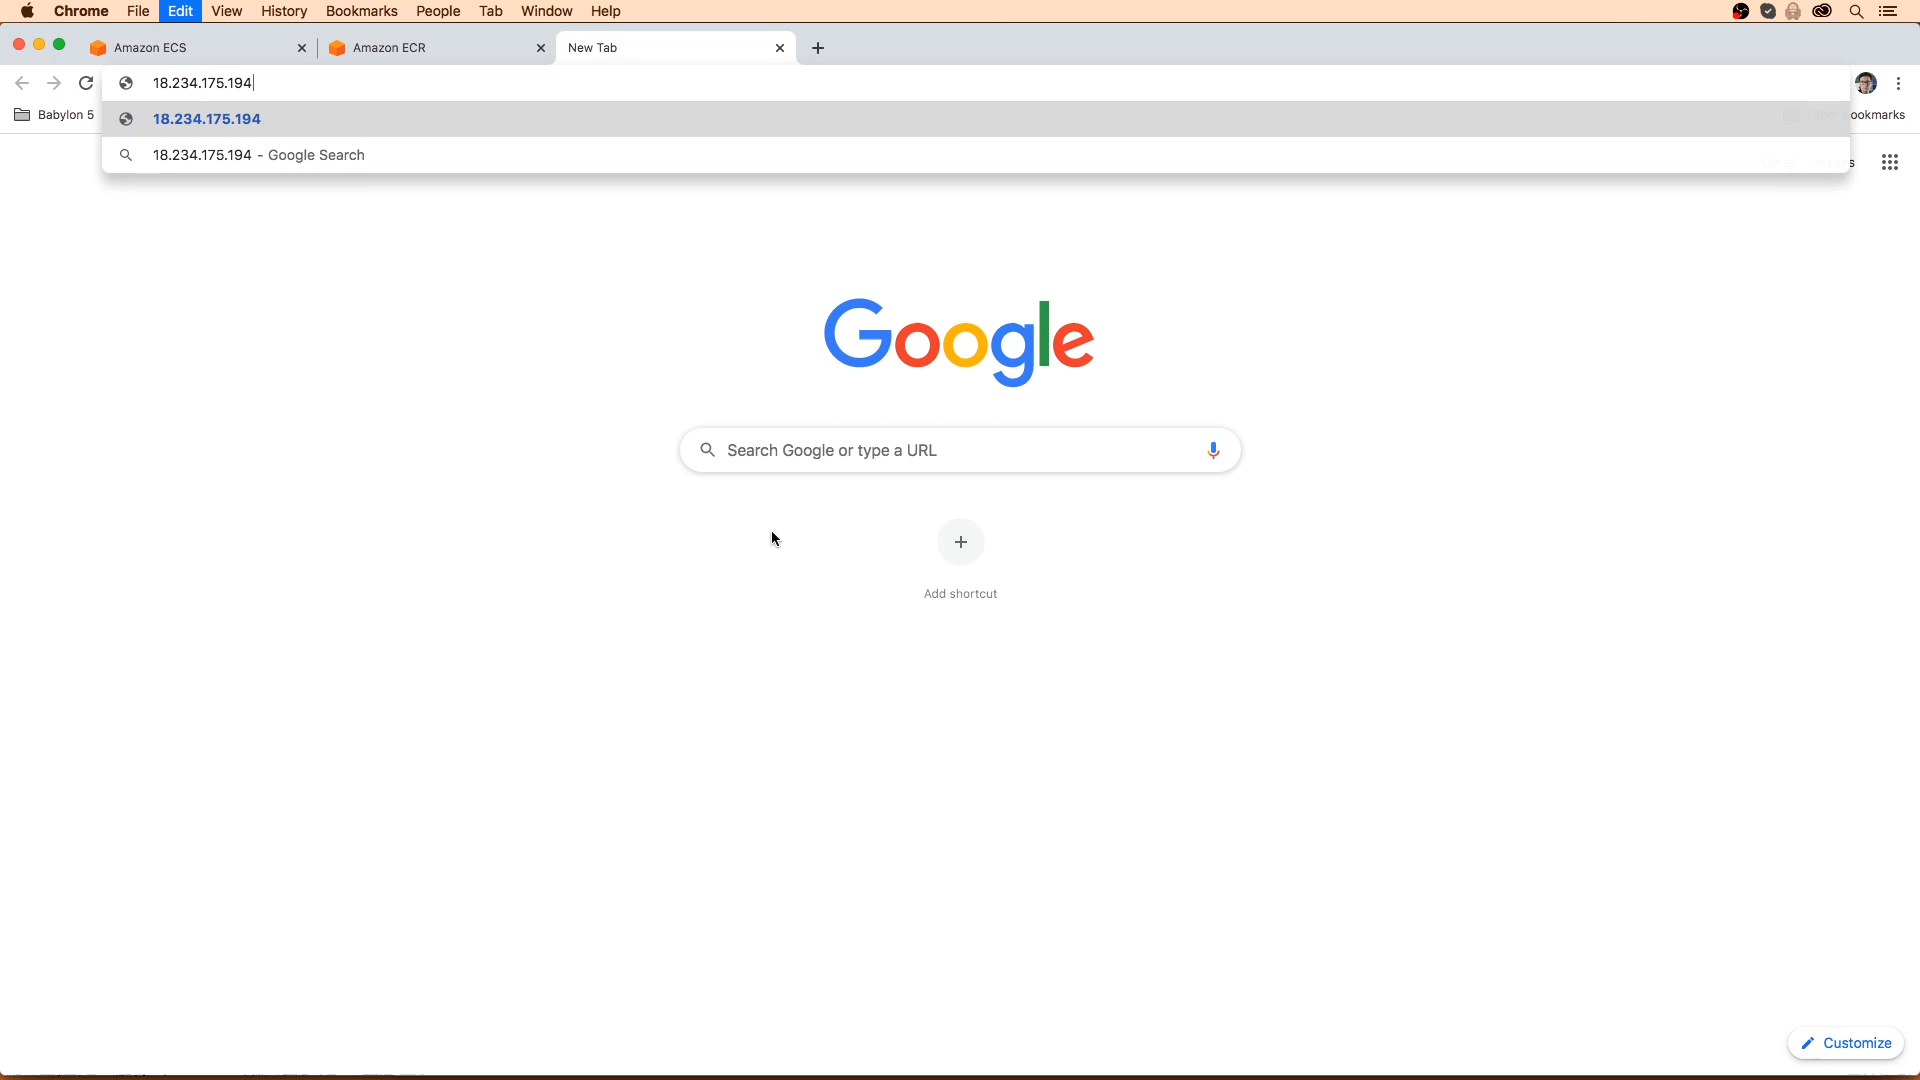 Chrome File Edit View History Bookmarks People Tab Window Help
Amazon ECS Amazon ECR New Tab
18.234.175.194
Babylon 5 18.234.175.194 ookmarks
18.234.175.194 - Google Search s
Google
Search Google or type a URL
Add shortcut
Customize